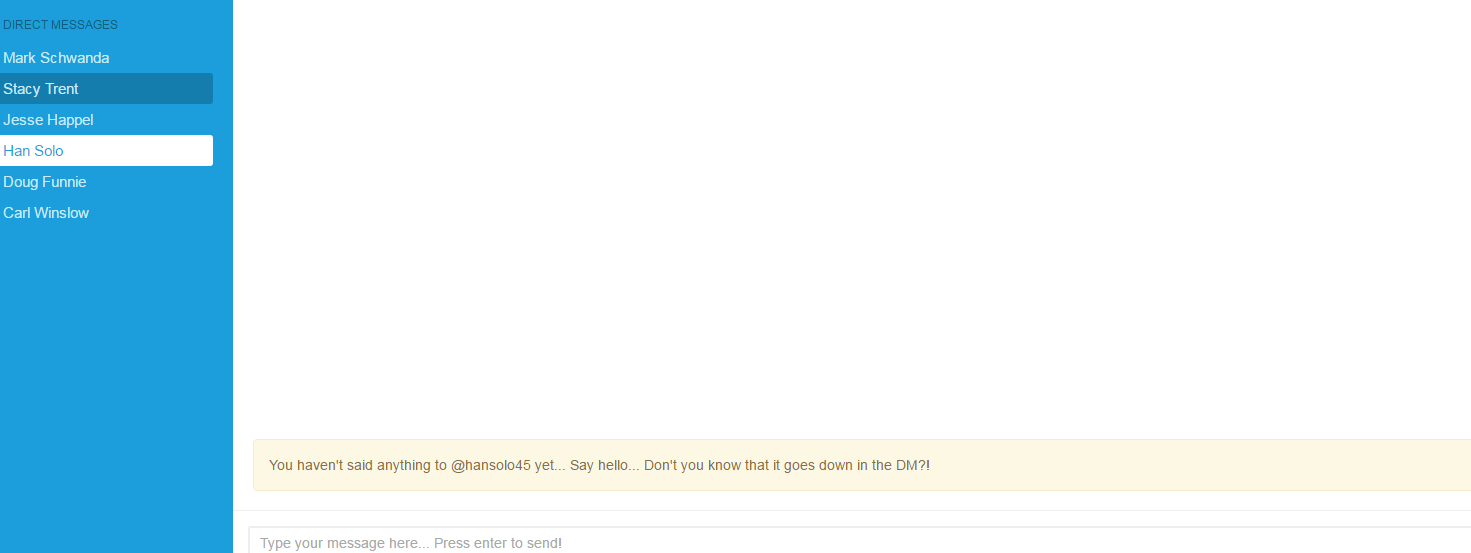 DIRECT MESSAGES
Mark Schwanda
Stacy Trent
Jesse Happel
Han Solo
Doug Funnie
Carl Winslow
You haven't said anything to @hansolo45 yet... Say hello... Don't you know that it goes down in the DM?!
Type your message here... Press enter to send!